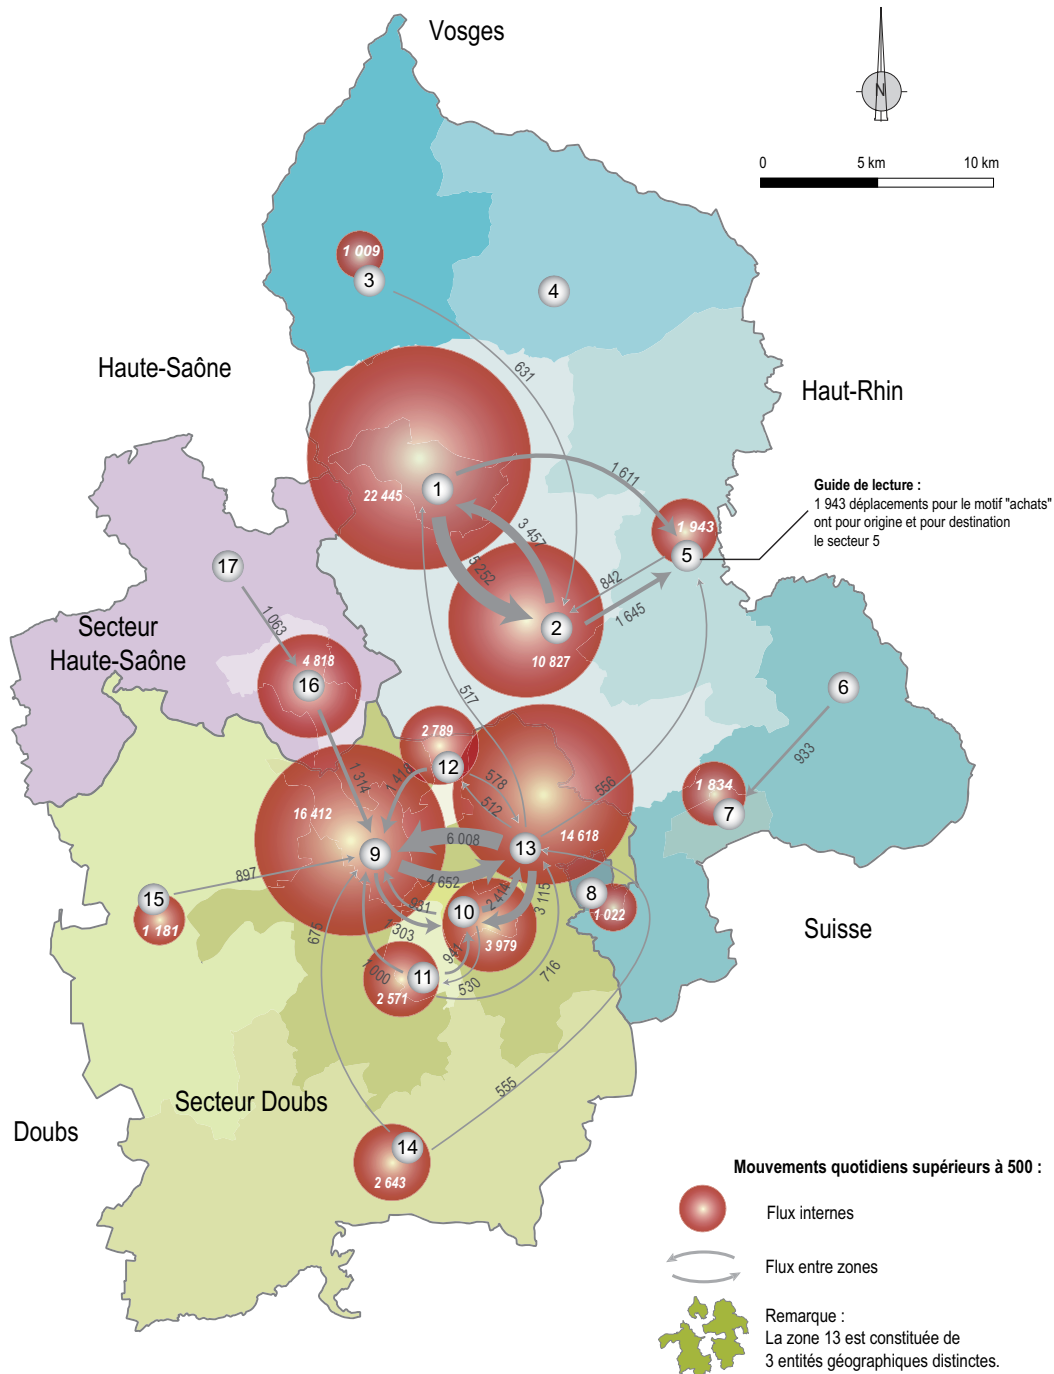 Vosges
N
0 5 km 10 km
1 009
3
4
Haute-Saône
631
Haut-Rhin
1 611
22 445
1
3 457
5 252
Guide de lecture :
1 943 déplacements pour le motif "achats"
ont pour origine et pour destination
le secteur 5
1 943
5
842
1 645
2
10 827
17
1 063
Secteur
Haute-Saône
4 818
16
517
6
933
2 789
12
578
512
1 418
1 314
556
1 834
7
16 412
14 618
6 008
13
9
4 652
897
15
1 181
931
10
2 414
3 115
8
1 022
1 303
3 979
675
941
1 000
11
530
716
2 571
Suisse
555
Secteur Doubs
Doubs
14
2 643
Mouvements quotidiens supérieurs à 500 :
Flux internes
Flux entre zones
Remarque :
La zone 13 est constituée de
3 entités géographiques distinctes.